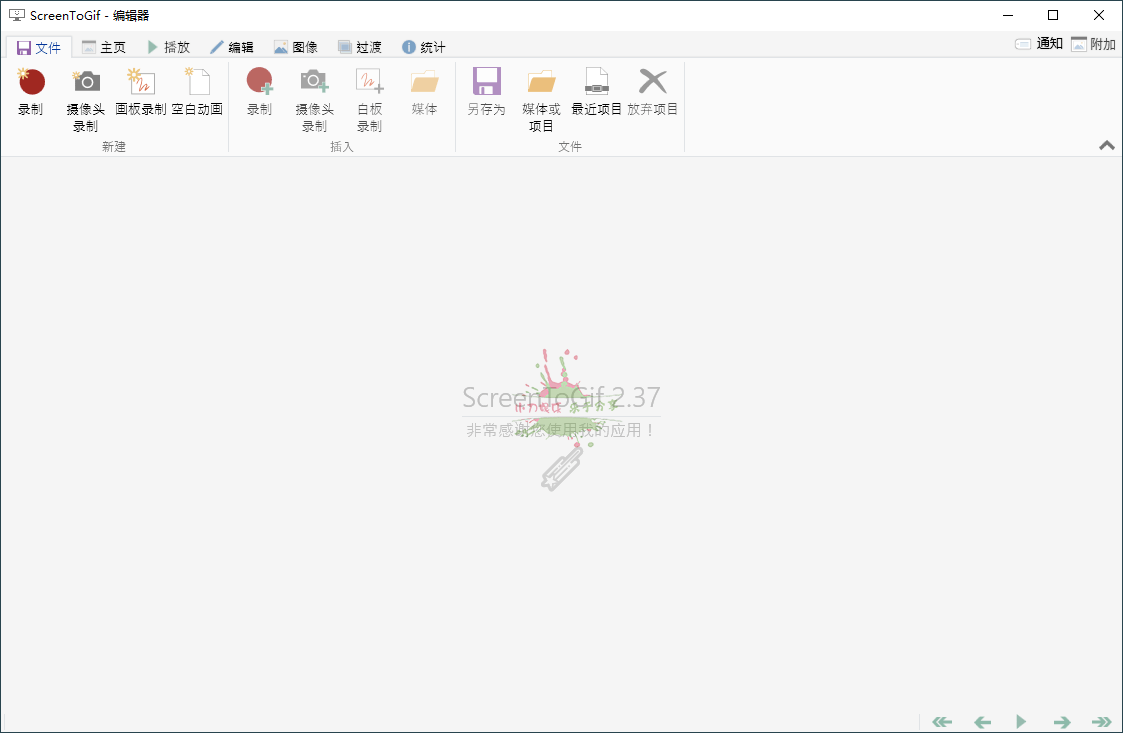 ScreenToGif - 编辑器
文件 主页 播放 编辑 图像 过渡 统计 通知 附加
录制 摄像头录制 画板录制 空白动画
新建
录制 摄像头录制 白板录制 媒体
插入
另存为 媒体或项目 最近项目 放弃项目
文件
ScreenToGif 2.37
非常感谢您使用我的应用！